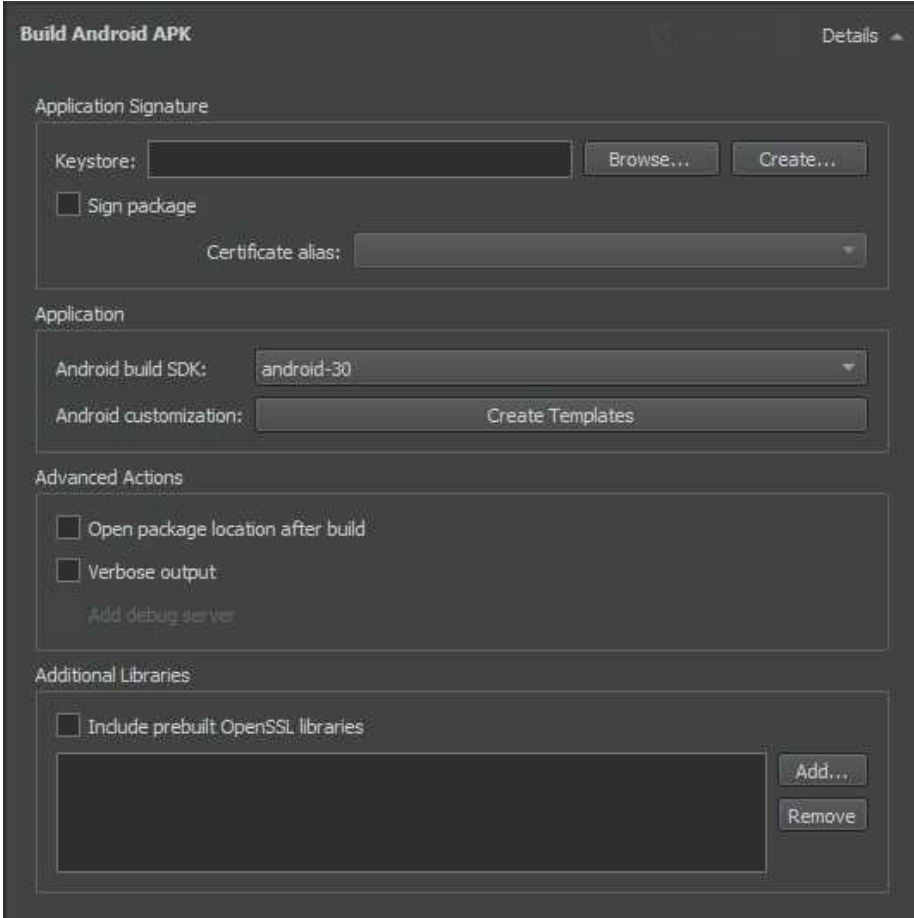 Build Android APK Details
Application Signature
Keystore: Browse... Create...
Sign package
Certificate alias:
Application
Android build SDK: android-30
Android customization: Create Templates
Advanced Actions
Open package location after build
Verbose output
Add debug server
Additional Libraries
Include prebuilt OpenSSL libraries
Add...
Remove